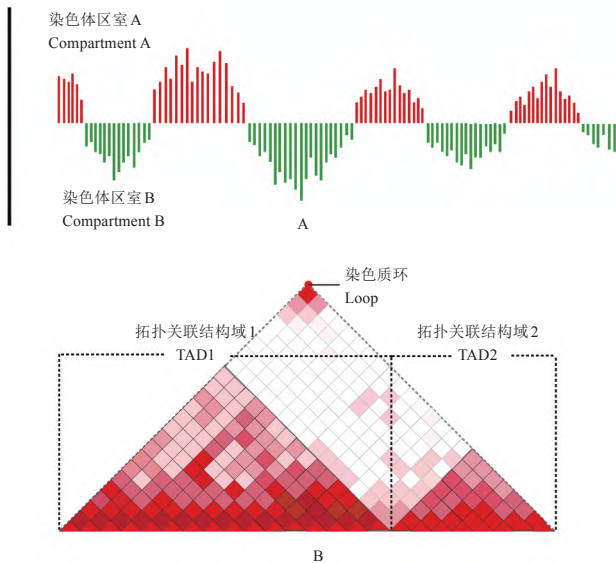 染色体区室 A
Compartment A
染色体区室 B
Compartment B
A
染色质环
Loop
拓扑关联结构域 1
TAD1
拓扑关联结构域 2
TAD2
B